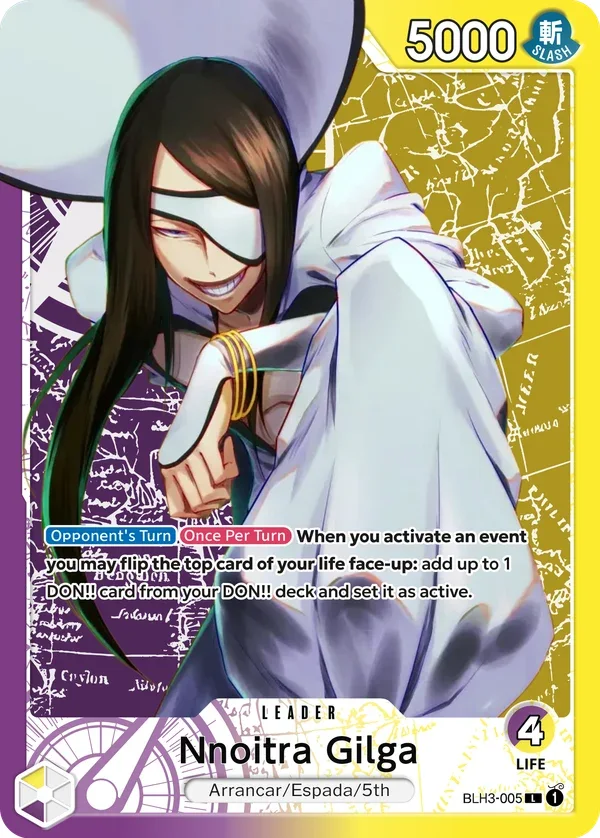 5000
斬
SLASH
Opponent's Turn Once Per Turn When you activate an event
you may flip the top card of your life face-up: add up to 1
DON!! card from your DON!! deck and set it as active.
LEADER
Nnoitra Gilga
4
LIFE
Arrancar/Espada/5th
BLH3-005 L 1
Ceylon